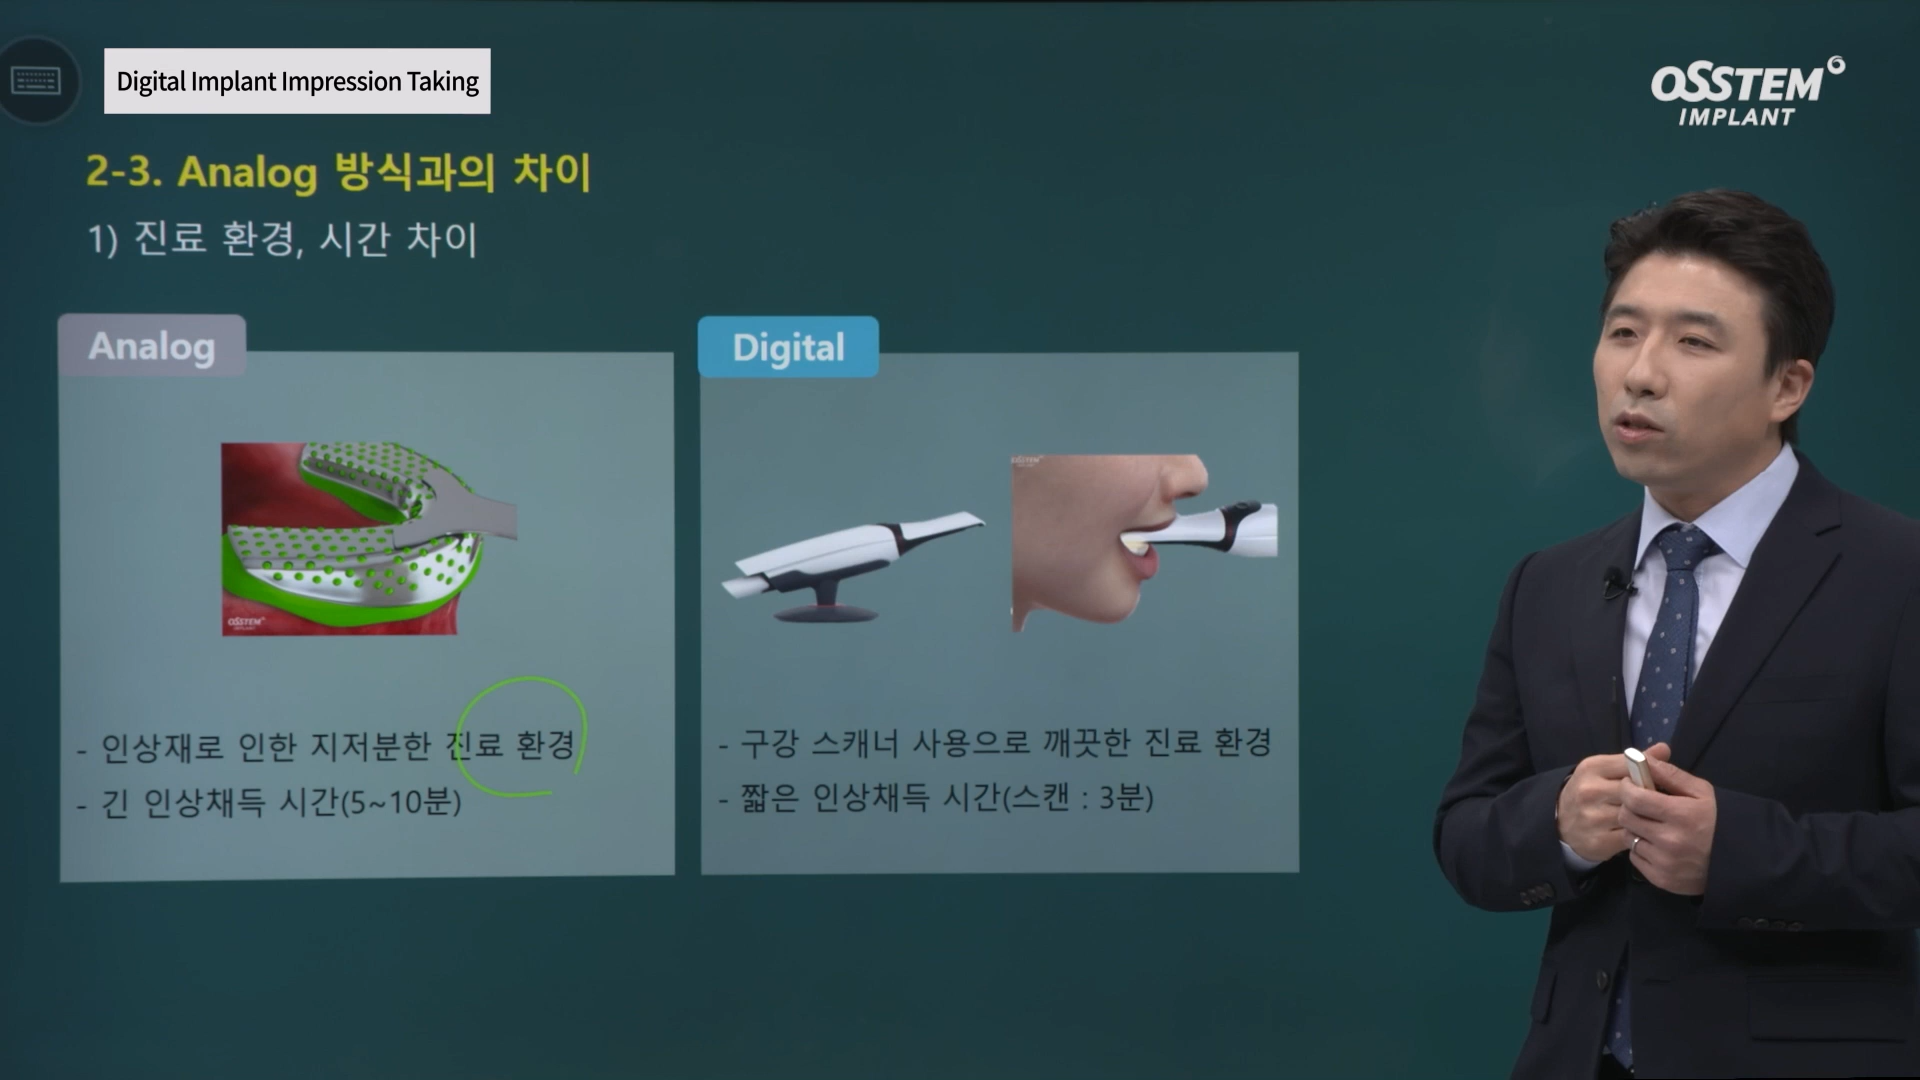 Digital Implant Impression Taking
OSSTEM
IMPLANT
2-3. Analog 방식과의 차이
1) 진료 환경, 시간 차이
Analog
Digital
OSSTEM
IMPLANT
OSSTEM
- 인상재로 인한 지저분한 진료 환경
- 긴 인상채득 시간(5~10분)
- 구강 스캐너 사용으로 깨끗한 진료 환경
- 짧은 인상채득 시간(스캔 : 3분)